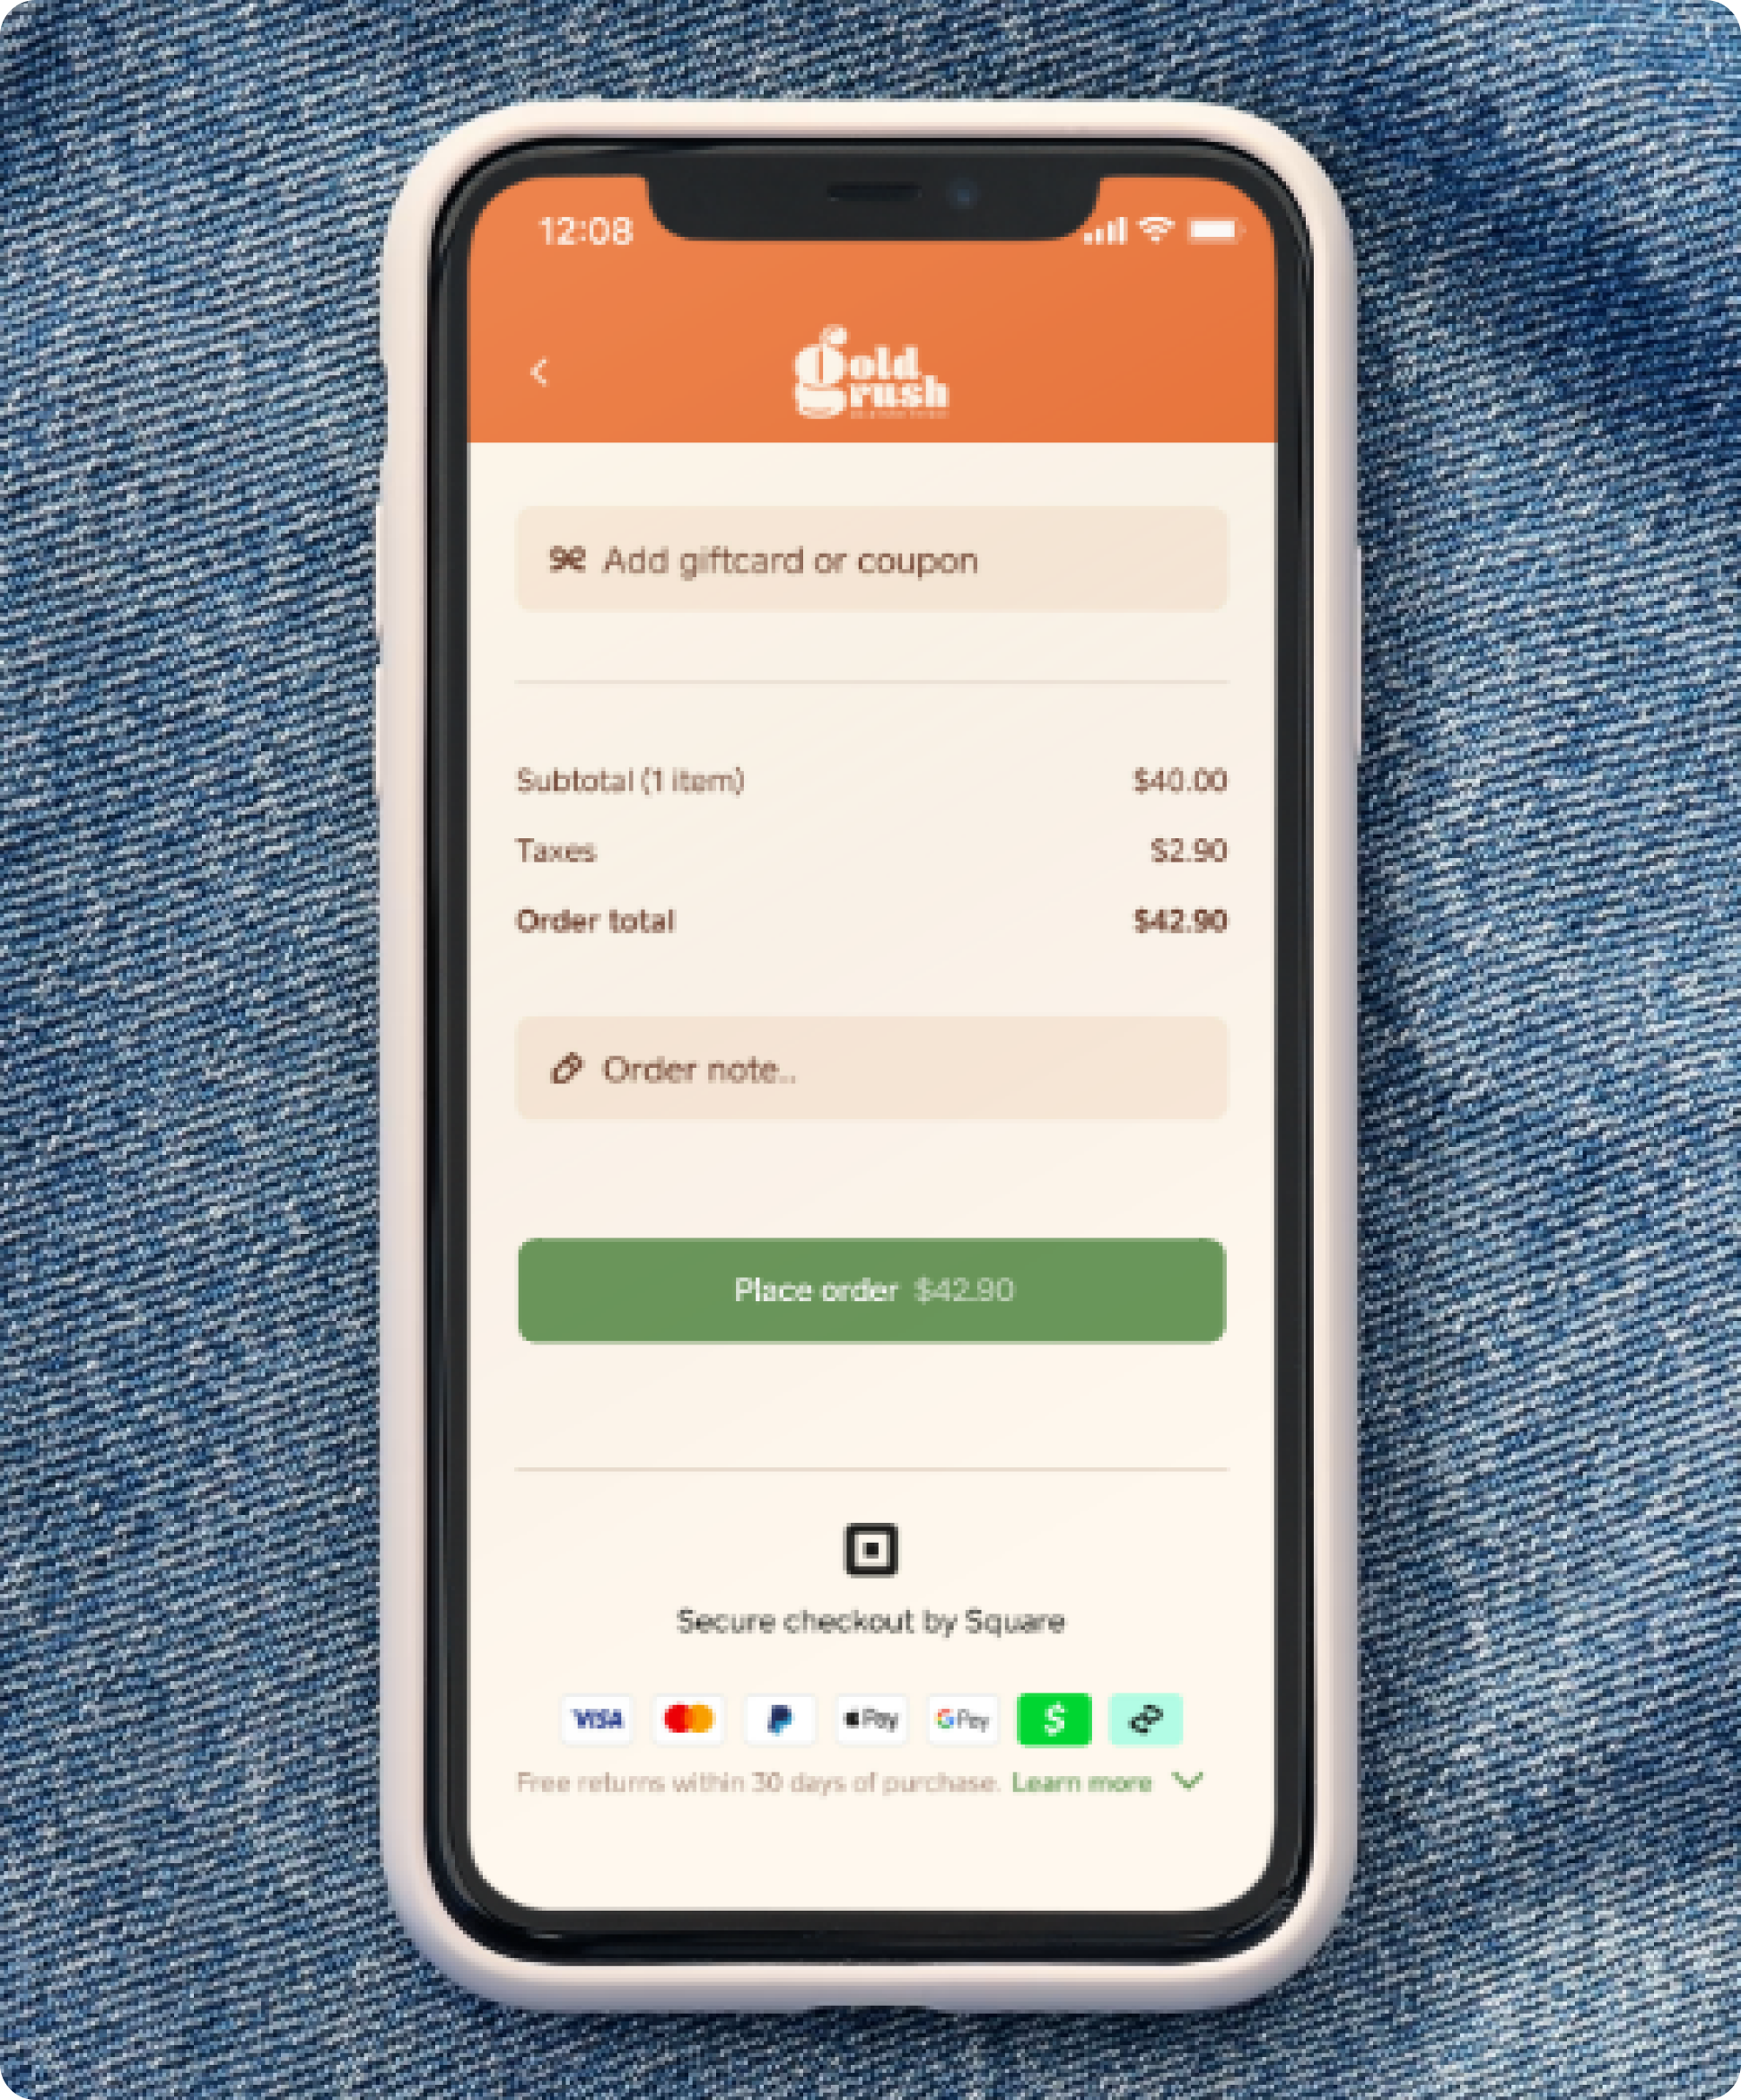 12:08
gold
rush
Add giftcard or coupon
Subtotal (1 item) $40.00
Taxes $2.90
Order total $42.90
Order note..
Place order $42.90
Secure checkout by Square
VISA Pay G Pay $
Free returns within 30 days of purchase. Learn more